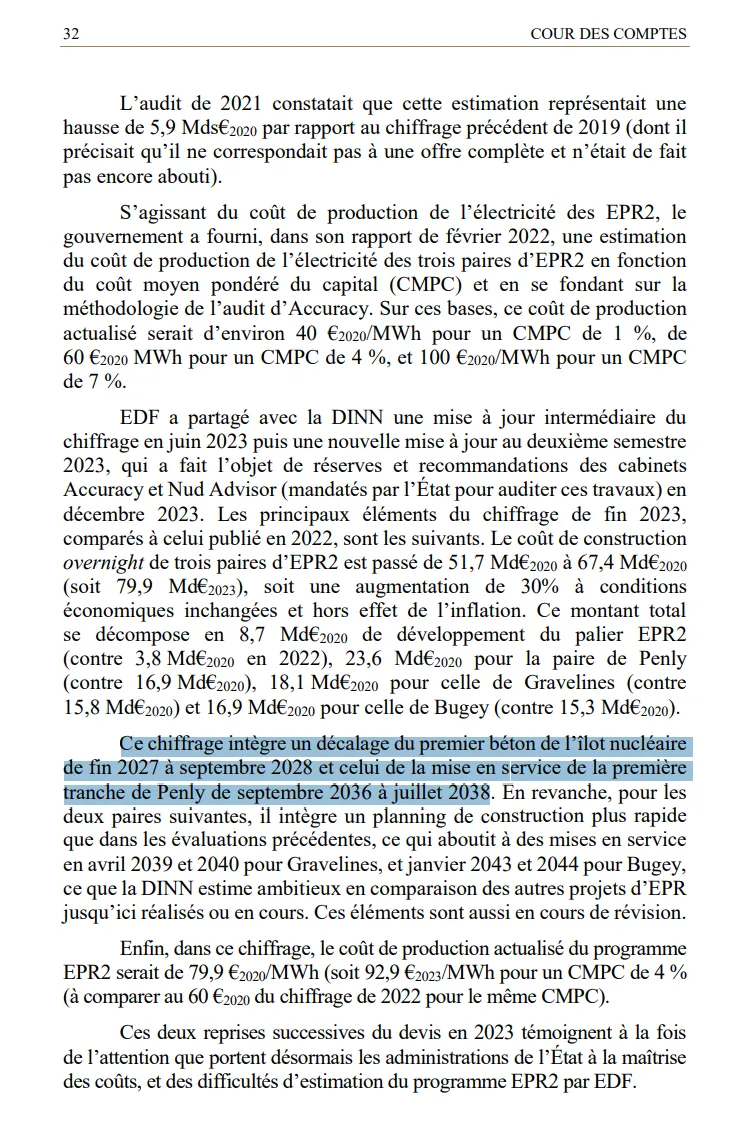 32 COUR DES COMPTES
L’audit de 2021 constatait que cette estimation représentait une
hausse de 5,9 Mds€2020 par rapport au chiffrage précédent de 2019 (dont il
précisait qu’il ne correspondait pas à une offre complète et n’était de fait
pas encore abouti).
S’agissant du coût de production de l’électricité des EPR2, le
gouvernement a fourni, dans son rapport de février 2022, une estimation
du coût de production de l’électricité des trois paires d’EPR2 en fonction
du coût moyen pondéré du capital (CMPC) et en se fondant sur la
méthodologie de l’audit d’Accuracy. Sur ces bases, ce coût de production
actualisé serait d’environ 40 €2020/MWh pour un CMPC de 1 %, de
60 €2020 MWh pour un CMPC de 4 %, et 100 €2020/MWh pour un CMPC
de 7 %.
EDF a partagé avec la DINN une mise à jour intermédiaire du
chiffrage en juin 2023 puis une nouvelle mise à jour au deuxième semestre
2023, qui a fait l’objet de réserves et recommandations des cabinets
Accuracy et Nud Advisor (mandatés par l’État pour auditer ces travaux) en
décembre 2023. Les principaux éléments du chiffrage de fin 2023,
comparés à celui publié en 2022, sont les suivants. Le coût de construction
overnight de trois paires d’EPR2 est passé de 51,7 Md€2020 à 67,4 Md€2020
(soit 79,9 Md€2023), soit une augmentation de 30% à conditions
économiques inchangées et hors effet de l’inflation. Ce montant total
se décompose en 8,7 Md€2020 de développement du palier EPR2
(contre 3,8 Md€2020 en 2022), 23,6 Md€2020 pour la paire de Penly
(contre 16,9 Md€2020), 18,1 Md€2020 pour celle de Gravelines (contre
15,8 Md€2020) et 16,9 Md€2020 pour celle de Bugey (contre 15,3 Md€2020).
Ce chiffrage intègre un décalage du premier béton de l’îlot nucléaire
de fin 2027 à septembre 2028 et celui de la mise en service de la première
tranche de Penly de septembre 2036 à juillet 2038. En revanche, pour les
deux paires suivantes, il intègre un planning de construction plus rapide
que dans les évaluations précédentes, ce qui aboutit à des mises en service
en avril 2039 et 2040 pour Gravelines, et janvier 2043 et 2044 pour Bugey,
ce que la DINN estime ambitieux en comparaison des autres projets d’EPR
jusqu’ici réalisés ou en cours. Ces éléments sont aussi en cours de révision.
Enfin, dans ce chiffrage, le coût de production actualisé du programme
EPR2 serait de 79,9 €2020/MWh (soit 92,9 €2023/MWh pour un CMPC de 4 %
(à comparer au 60 €2020 du chiffrage de 2022 pour le même CMPC).
Ces deux reprises successives du devis en 2023 témoignent à la fois
de l’attention que portent désormais les administrations de l’État à la maîtrise
des coûts, et des difficultés d’estimation du programme EPR2 par EDF.